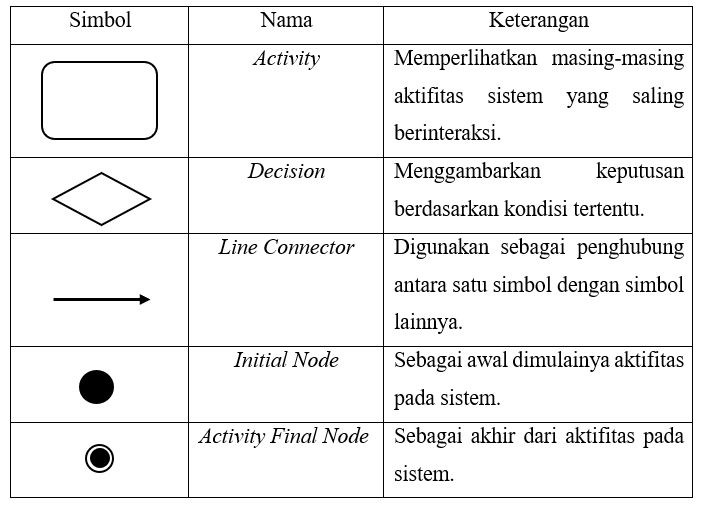 Simbol Nama Keterangan
Activity Memperlihatkan masing-masing
aktifitas sistem yang saling
berinteraksi.
Decision Menggambarkan keputusan
berdasarkan kondisi tertentu.
Line Connector Digunakan sebagai penghubung
antara satu simbol dengan simbol
lainnya.
Initial Node Sebagai awal dimulainya aktifitas
pada sistem.
Activity Final Node Sebagai akhir dari aktifitas pada
sistem.